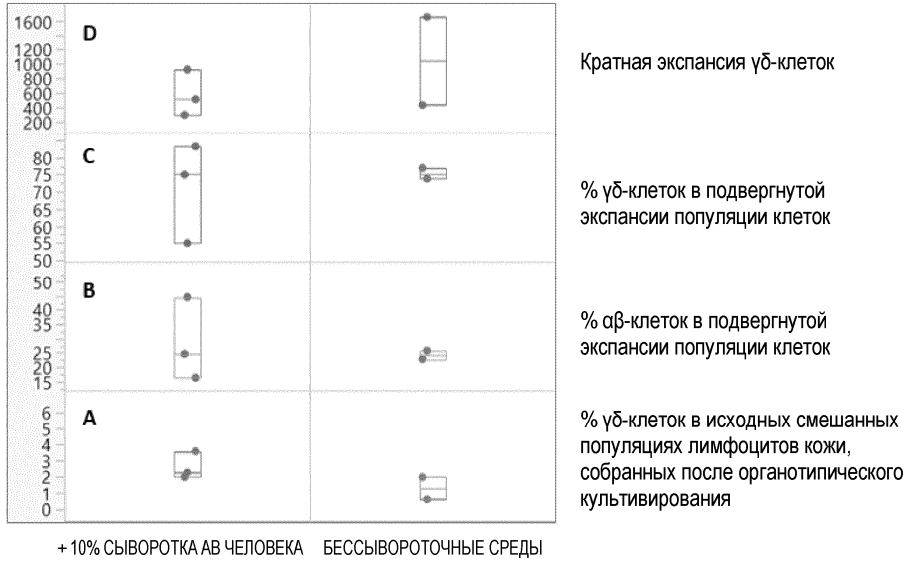 1600
1200
1000
800
600
400
200
D
Кратная экспансия γδ-клеток
80
75
70
65
60
55
50
C
% γδ-клеток в подвергнутой
экспансии популяции клеток
50
40
35
25
20
15
B
% αβ-клеток в подвергнутой
экспансии популяции клеток
6
5
4
3
2
1
0
A
% γδ-клеток в исходных смешанных
популяциях лимфоцитов кожи,
собранных после органотипического
культивирования
+ 10% СЫВОРОТКА АВ ЧЕЛОВЕКА
БЕССЫВОРОТОЧНЫЕ СРЕДЫ